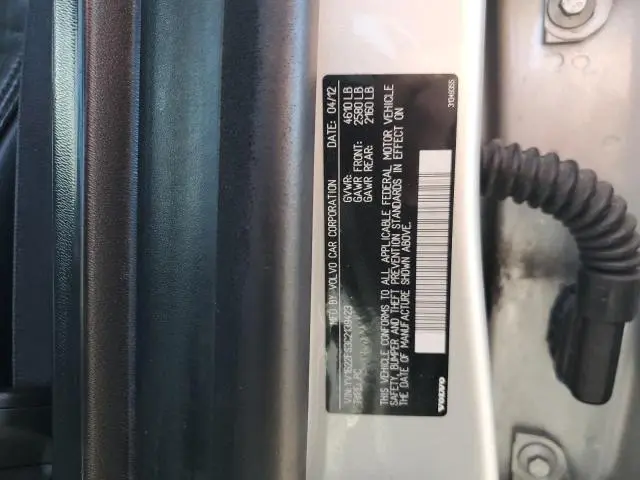 MFD BY VOLVO CAR CORPORATION DATE: 04/12
GVWR: 4610 LB
GAWR FRONT: 2580 LB
GAWR REAR: 2160 LB
THIS VEHICLE CONFORMS TO ALL APPLICABLE FEDERAL MOTOR VEHICLE
SAFETY, BUMPER AND THEFT PREVENTION STANDARDS IN EFFECT ON
THE DATE OF MANUFACTURE SHOWN ABOVE.
VOLVO